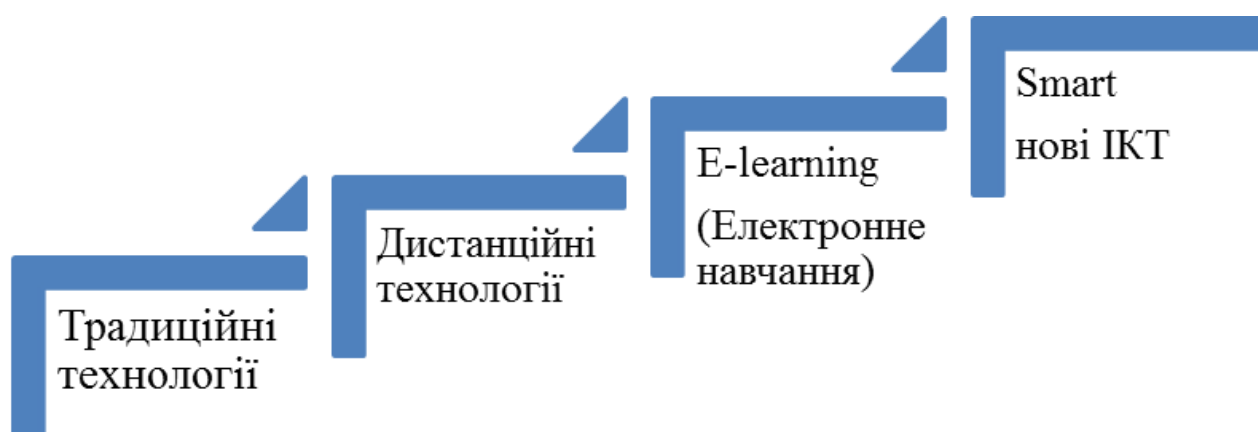 Традиційні
технології
Дистанційні
технології
E-learning
(Електронне
навчання)
Smart
нові ІКТ